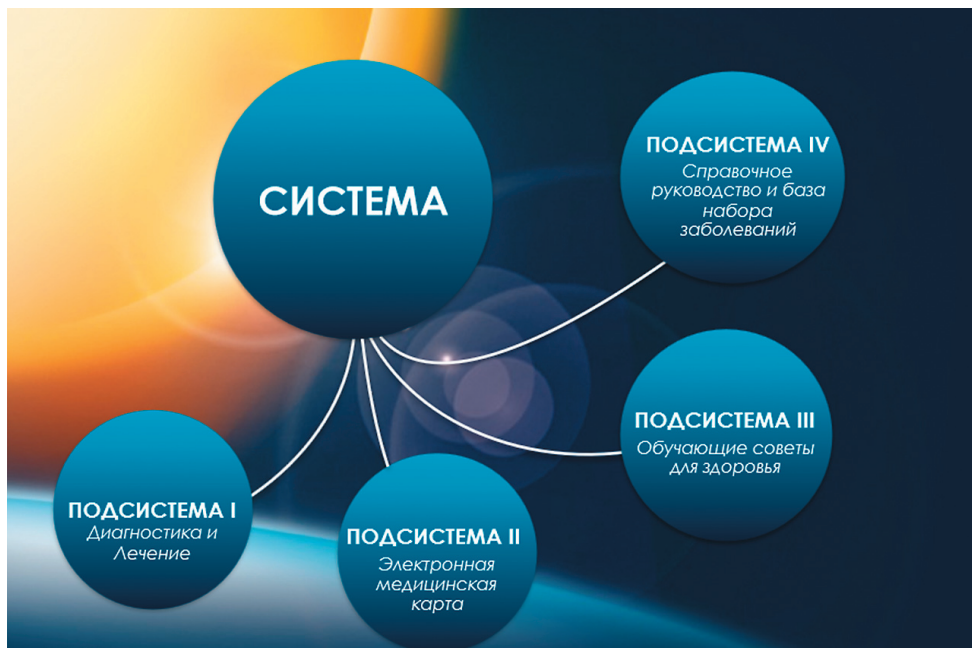 СИСТЕМА
ПОДСИСТЕМА IV
Справочное
руководство и база
набора
заболеваний
ПОДСИСТЕМА III
Обучающие советы
для здоровья
ПОДСИСТЕМА I
Диагностика и
Лечение
ПОДСИСТЕМА II
Электронная
медицинская
карта